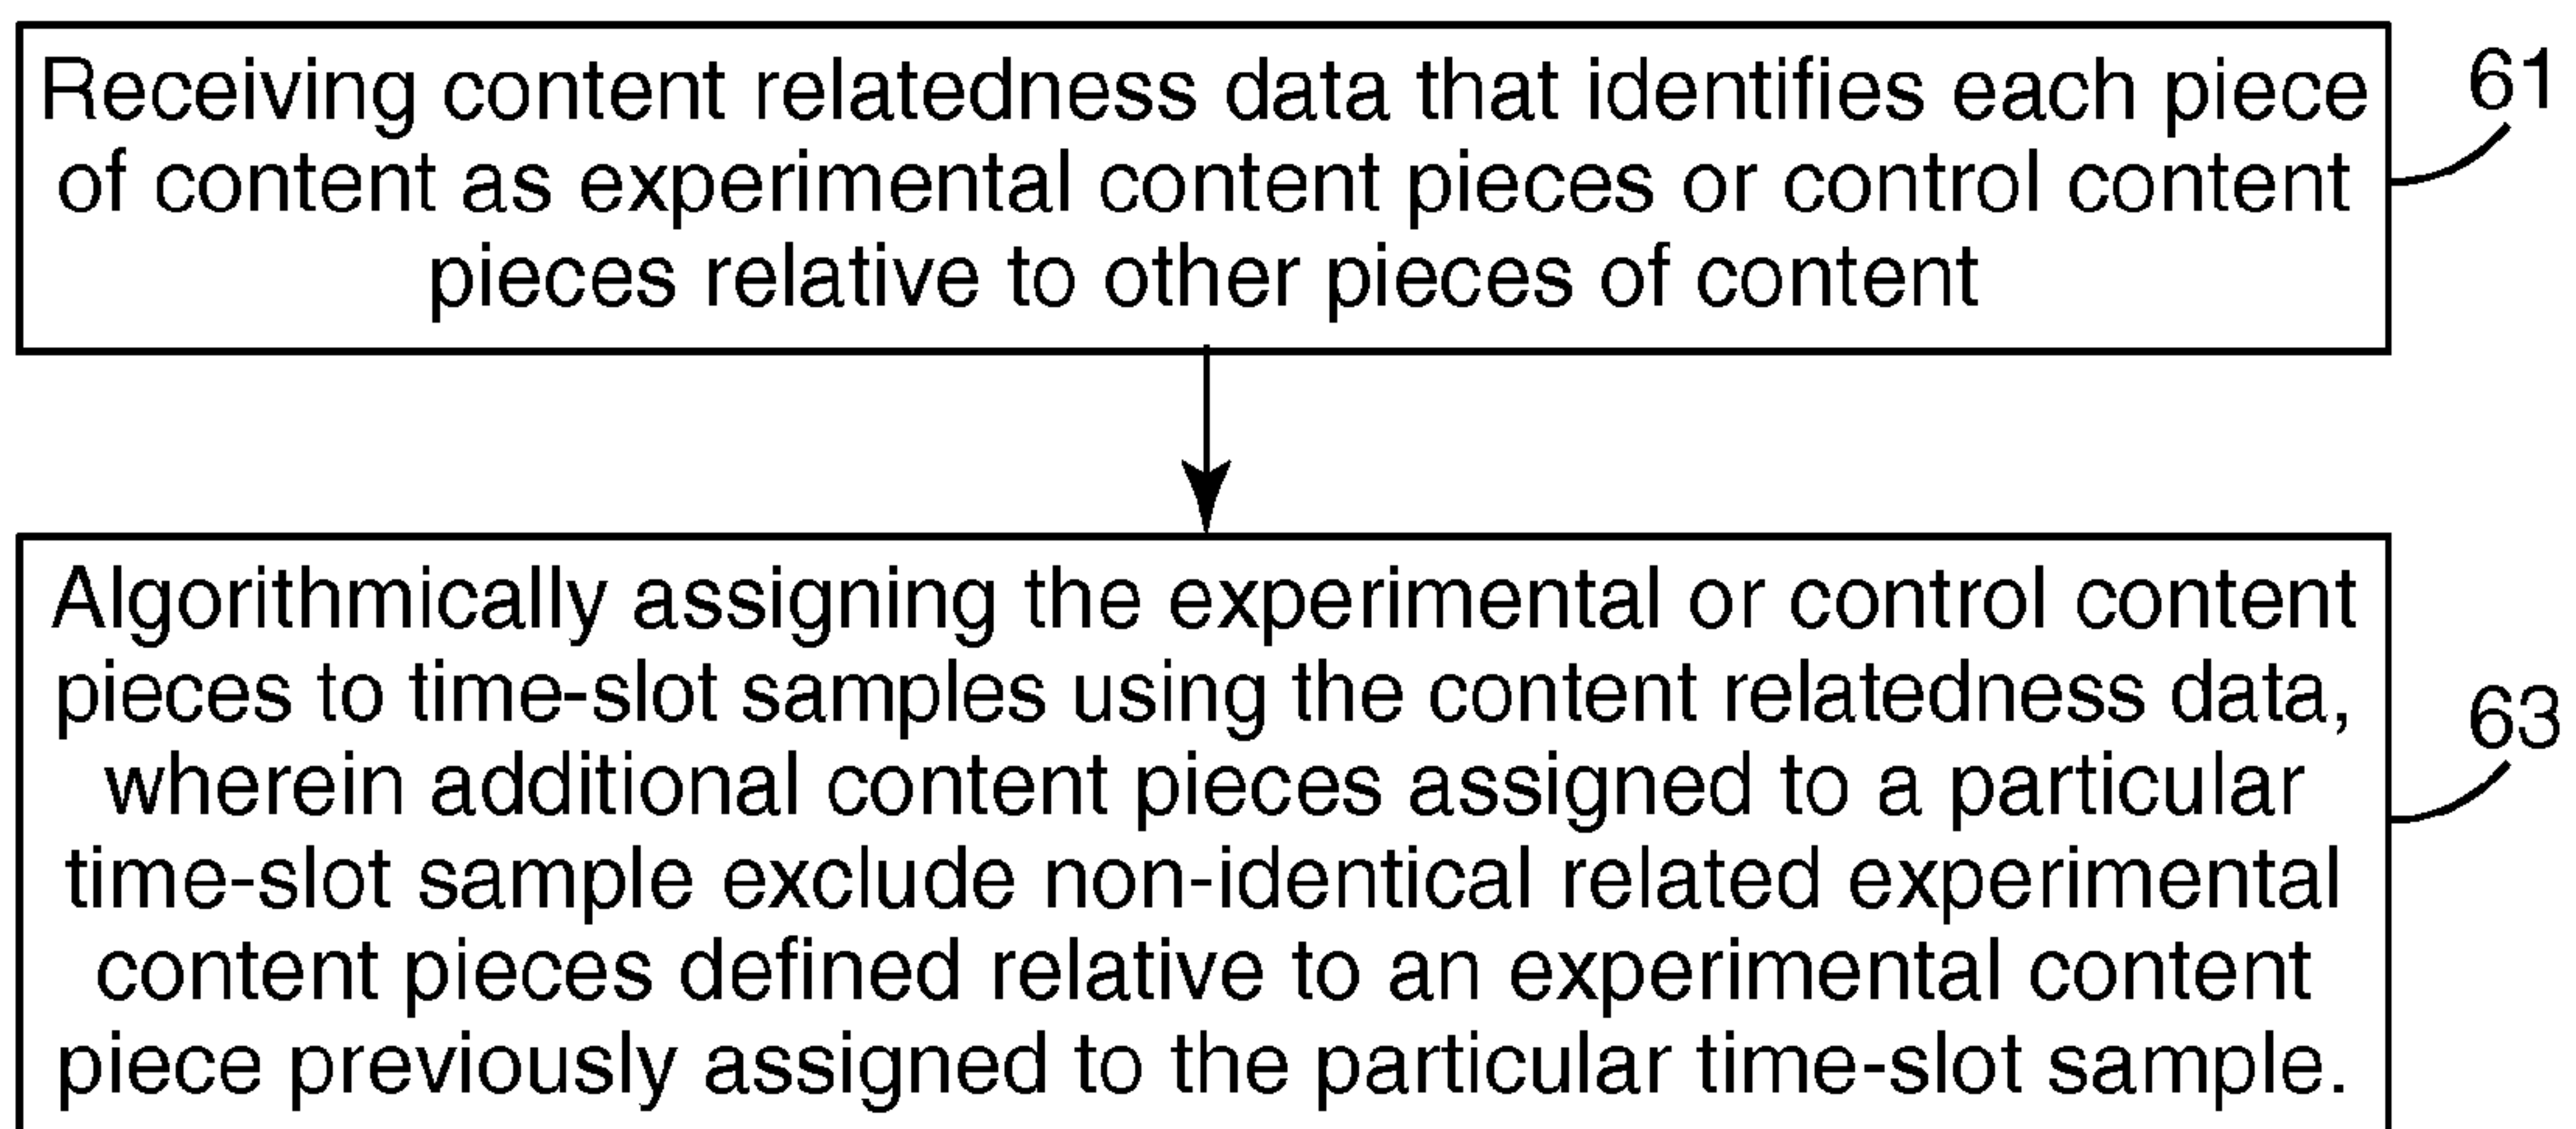 Receiving content relatedness data that identifies each piece
of content as experimental content pieces or control content
pieces relative to other pieces of content
61
Algorithmically assigning the experimental or control content
pieces to time-slot samples using the content relatedness data,
wherein additional content pieces assigned to a particular
time-slot sample exclude non-identical related experimental
content pieces defined relative to an experimental content
piece previously assigned to the particular time-slot sample.
63